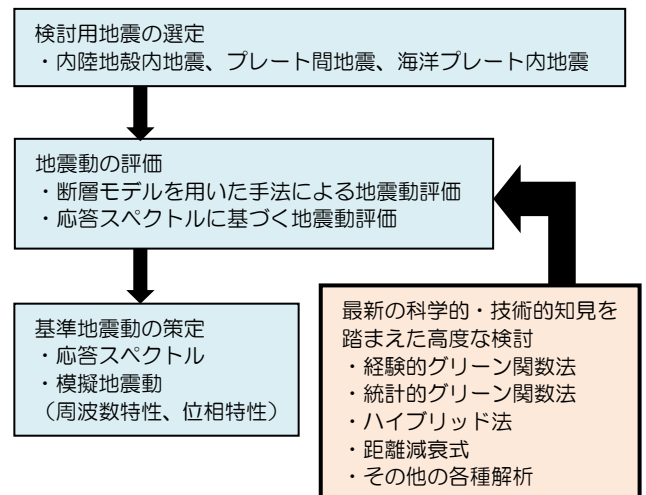 検討用地震の選定
・内陸地殻内地震、プレート間地震、海洋プレート内地震
地震動の評価
・断層モデルを用いた手法による地震動評価
・応答スペクトルに基づく地震動評価
基準地震動の策定
・応答スペクトル
・模擬地震動
（周波数特性、位相特性）
最新の科学的・技術的知見を
踏まえた高度な検討
・経験的グリーン関数法
・統計的グリーン関数法
・ハイブリッド法
・距離減衰式
・その他の各種解析